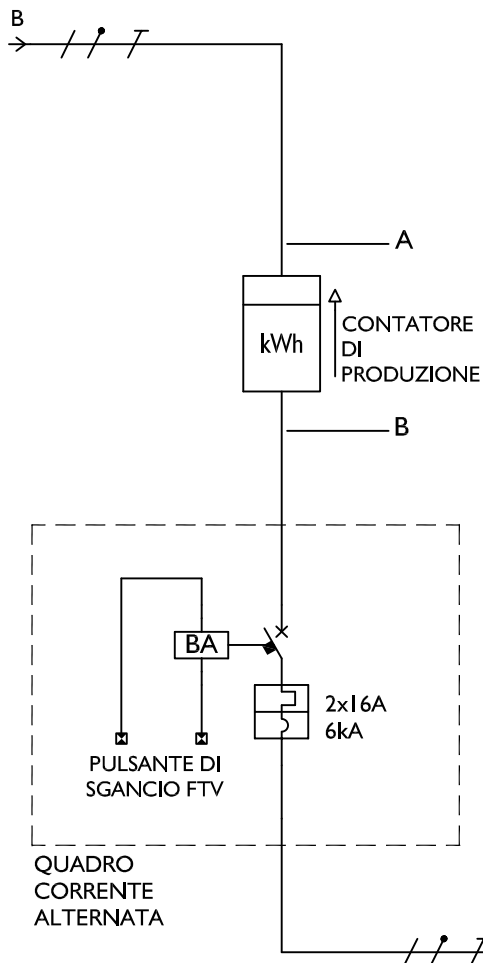 B
A
kWh
CONTATORE
DI
PRODUZIONE
B
BA
2x16A
6kA
PULSANTE DI
SGANCIO FTV
QUADRO
CORRENTE
ALTERNATA